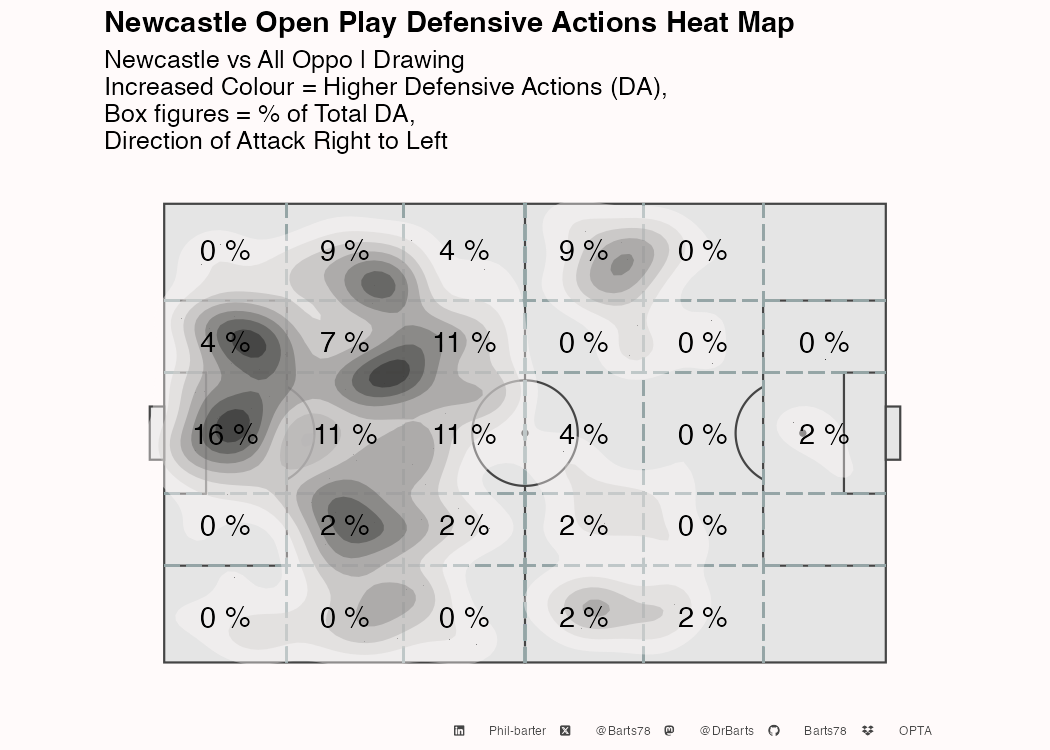 Newcastle Open Play Defensive Actions Heat Map
Newcastle vs All Oppo | Drawing
Increased Colour = Higher Defensive Actions (DA),
Box figures = % of Total DA,
Direction of Attack Right to Left
0 % 9 % 4 % 9 % 0 %
4 % 7 % 11 % 0 % 0 % 0 %
16 % 11 % 11 % 4 % 0 % 2 %
0 % 2 % 2 % 2 % 0 %
0 % 0 % 0 % 2 % 2 %
Phil-barter @Barts78 @DrBarts Barts78 OPTA